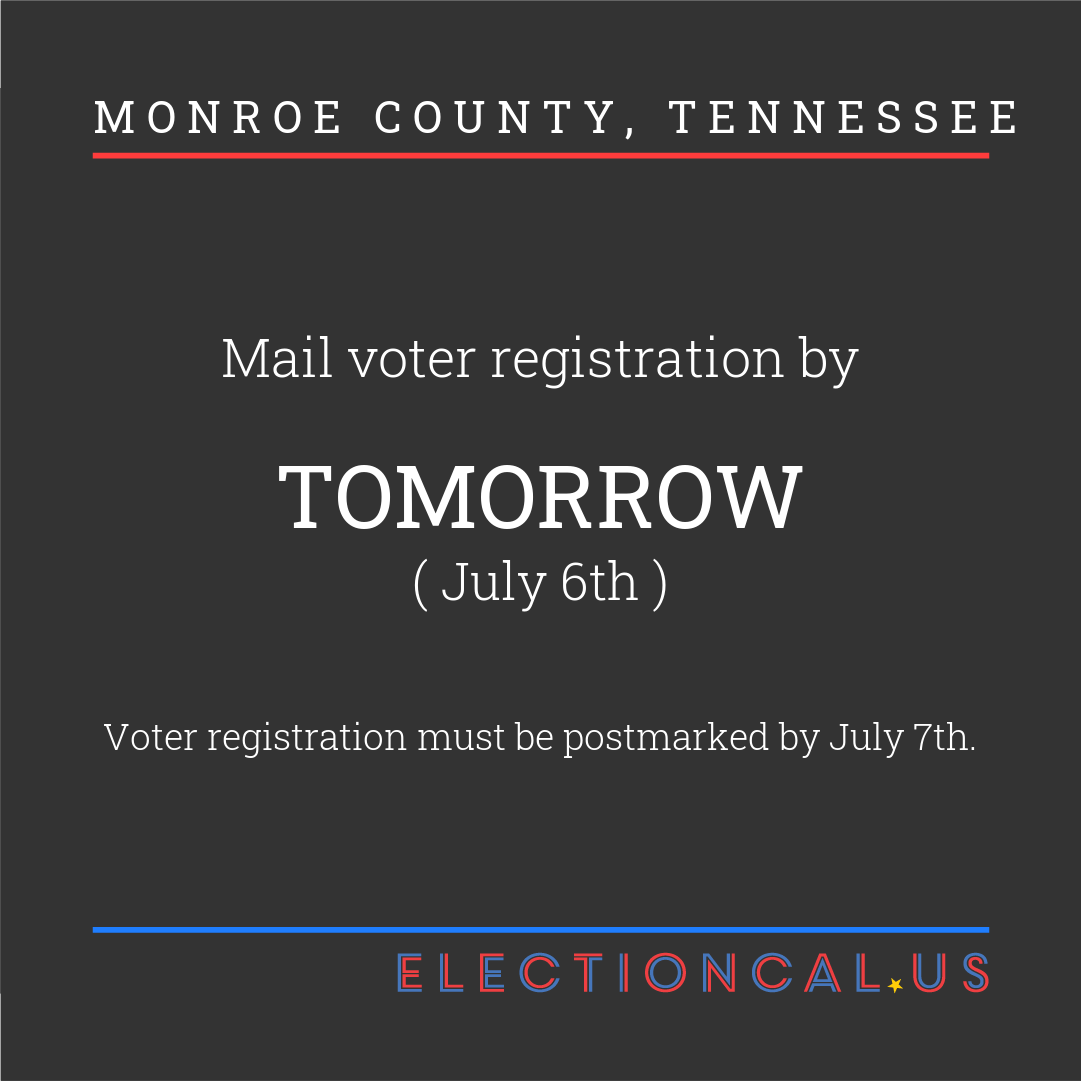 MONROE COUNTY, TENNESSEE
Mail voter registration by
TOMORROW
( July 6th )
Voter registration must be postmarked by July 7th.
ELECTIONCAL.US